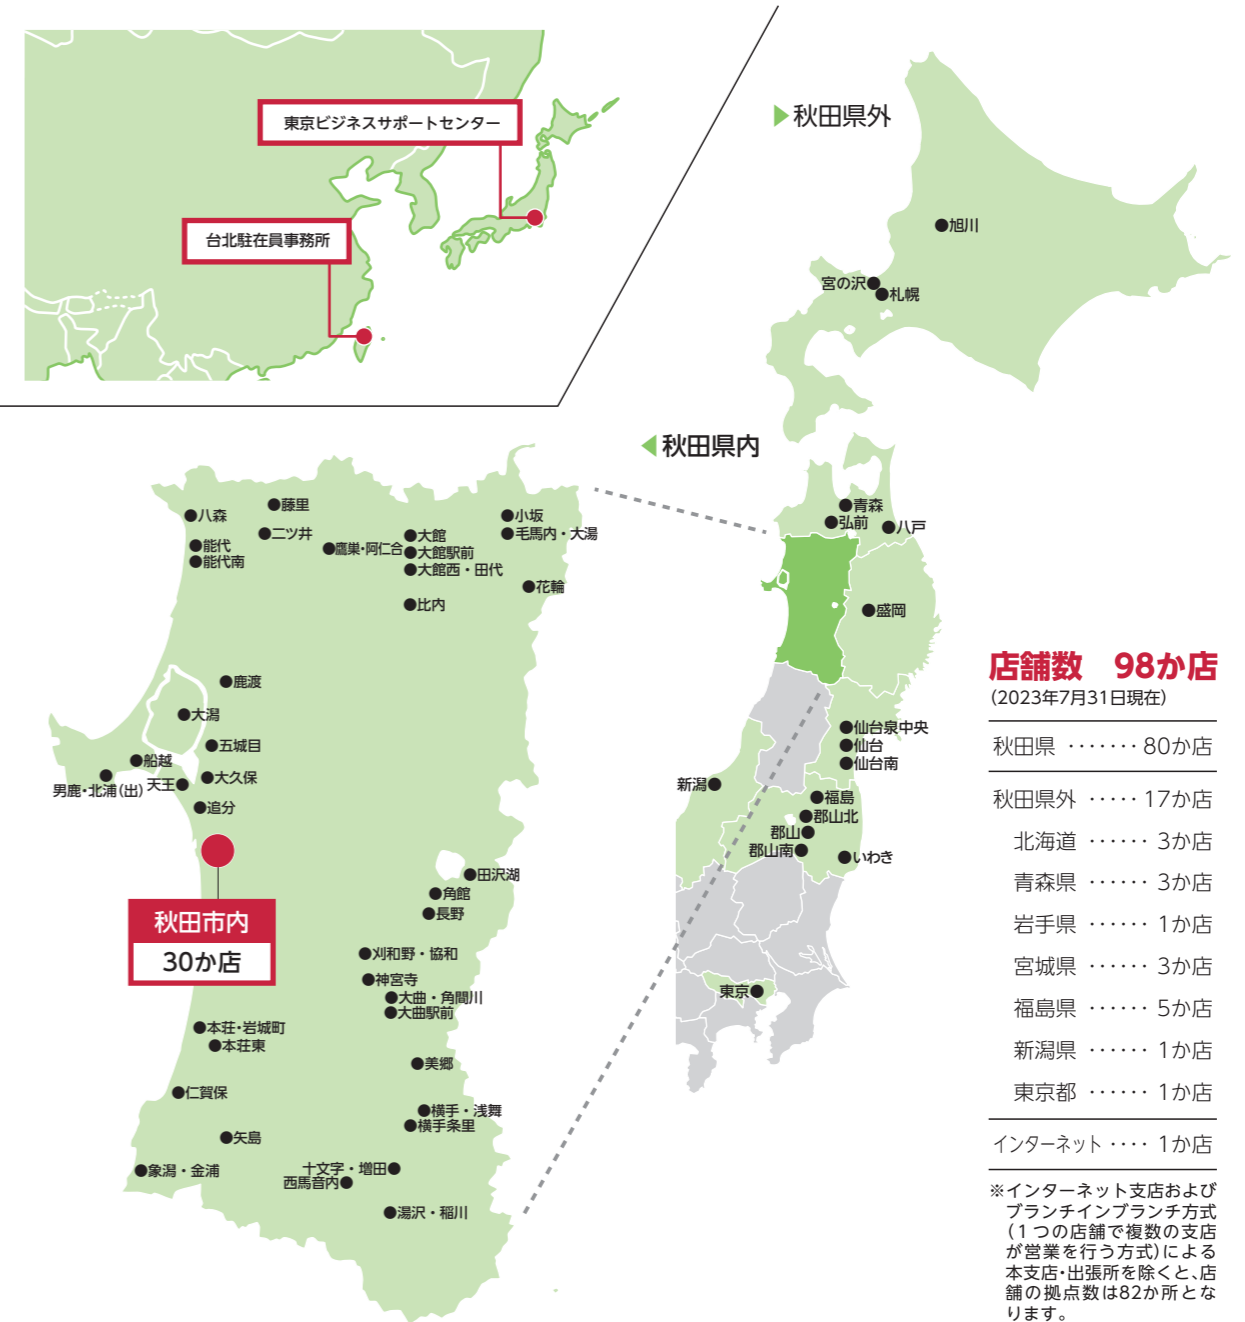 東京ビジネスサポートセンター
台北駐在員事務所
秋田県外
旭川
宮の沢
札幌
秋田県内
青森
弘前
八戸
盛岡
仙台泉中央
仙台
仙台南
新潟
福島
郡山北
郡山
郡山南
いわき
東京
藤里
八森
二ツ井
能代
能代南
鷹巣・阿仁合
大館
大館駅前
大館西・田代
比内
小坂
毛馬内・大湯
花輪
鹿渡
大潟
五城目
船越
男鹿・北浦(出)
天王
大久保
追分
秋田市内
30か店
田沢湖
角館
長野
刈和野・協和
神宮寺
大曲・角間川
大曲駅前
本荘・岩城町
本荘東
美郷
仁賀保
横手・浅舞
横手条里
矢島
象潟・金浦
十文字・増田
西馬音内
湯沢・稲川
店舗数 98か店
(2023年7月31日現在)
秋田県 ······· 80か店
秋田県外 ····· 17か店
北海道 ······ 3か店
青森県 ······ 3か店
岩手県 ······ 1か店
宮城県 ······ 3か店
福島県 ······ 5か店
新潟県 ······ 1か店
東京都 ······ 1か店
インターネット ···· 1か店
※インターネット支店および
ブランチインブランチ方式
(1つの店舗で複数の支店
が営業を行う方式)による
本支店・出張所を除くと、店
舗の拠点数は82か所とな
ります。